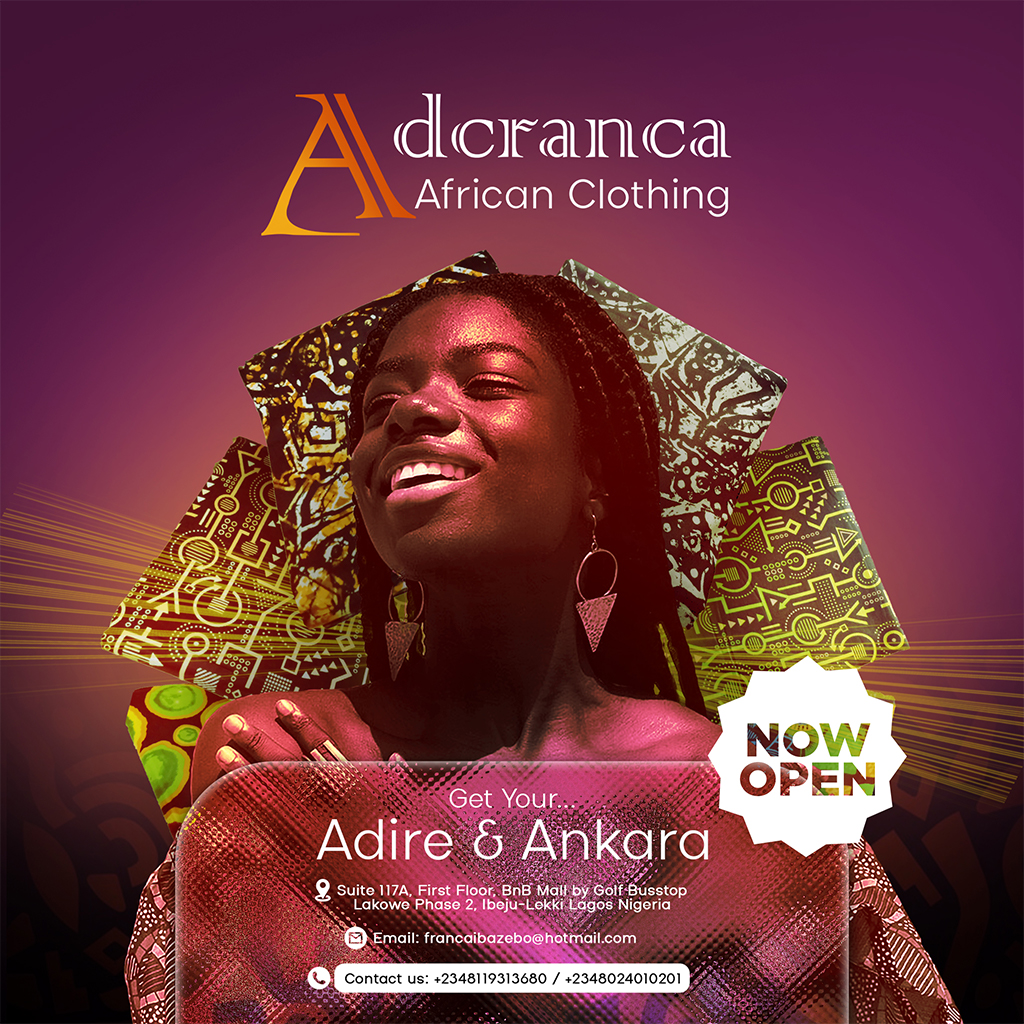 Adcranca
African Clothing
NOW
OPEN
Get Your...
Adire & Ankara
Suite 117A, First Floor, BnB Mall by Golf Busstop
Lakowe Phase 2, Ibeju-Lekki Lagos Nigeria
Email: francaibazebo@hotmail.com
Contact us: +2348119313680 / +2348024010201